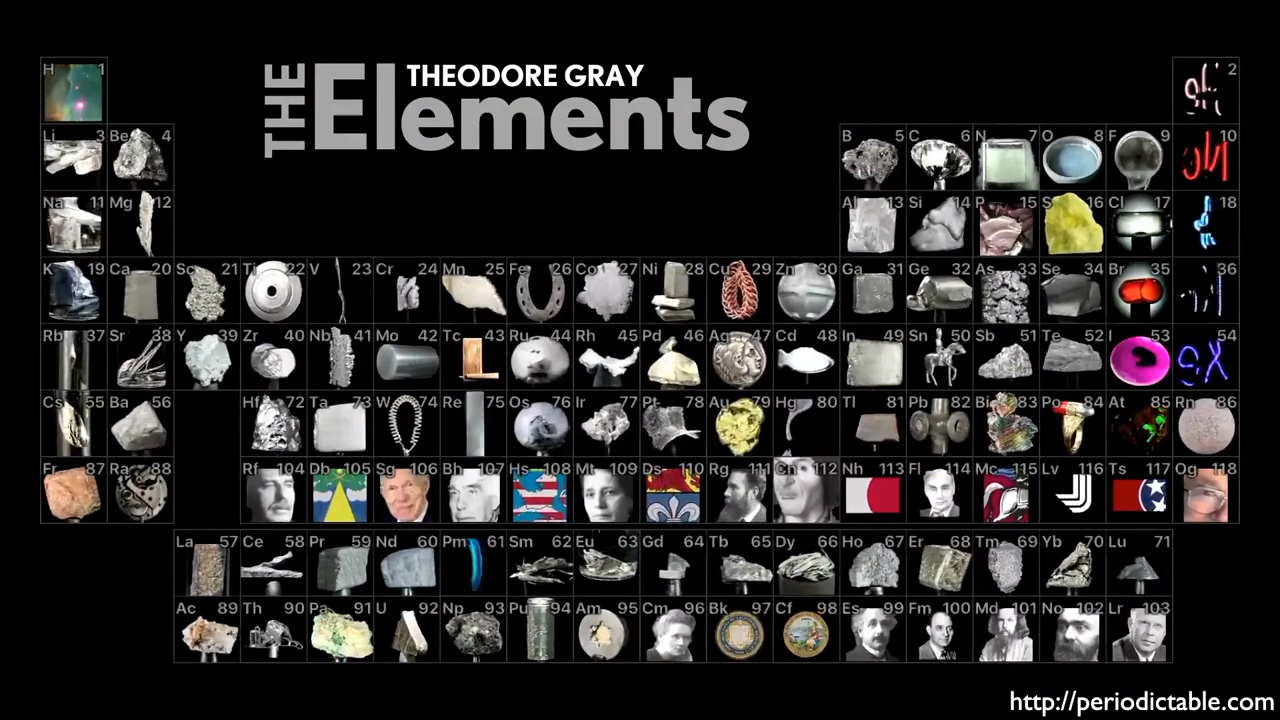 THEODORE GRAY
THE Elements
H 1 2
Li 3 Be 4 B 5 C 6 N 7 O 8 F 9 10
Na 11 Mg 12 Al 13 Si 14 P 15 S 16 Cl 17 18
K 19 Ca 20 Sc 21 Ti 22 V 23 Cr 24 Mn 25 Fe 26 Co 27 Ni 28 Cu 29 Zn 30 Ga 31 Ge 32 As 33 Se 34 Br 35 36
Rb 37 Sr 38 Y 39 Zr 40 Nb 41 Mo 42 Tc 43 Ru 44 Rh 45 Pd 46 Ag 47 Cd 48 In 49 Sn 50 Sb 51 Te 52 I 53 54
Cs 55 Ba 56 Hf 72 Ta 73 W 74 Re 75 Os 76 Ir 77 Pt 78 Au 79 Hg 80 Tl 81 Pb 82 Bi 83 Po 84 At 85 Rn 86
Fr 87 Ra 88 Rf 104 Db 105 Sg 106 Bh 107 Hs 108 Mt 109 Ds 110 Rg 111 Cn 112 Nh 113 Fl 114 Mc 115 Lv 116 Ts 117 Og 118
La 57 Ce 58 Pr 59 Nd 60 Pm 61 Sm 62 Eu 63 Gd 64 Tb 65 Dy 66 Ho 67 Er 68 Tm 69 Yb 70 Lu 71
Ac 89 Th 90 Pa 91 U 92 Np 93 Pu 94 Am 95 Cm 96 Bk 97 Cf 98 Es 99 Fm 100 Md 101 No 102 Lr 103
http://periodictable.com